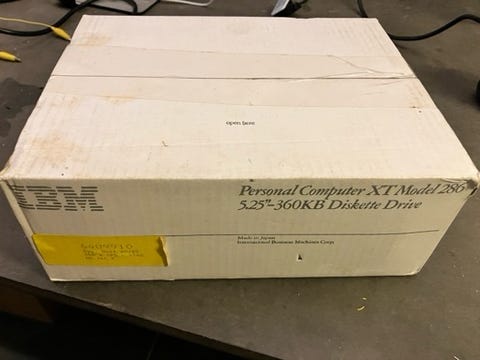 open here
IBM
Personal Computer XT Model 286
5.25"-360KB Diskette Drive
Made in Japan
International Business Machines Corp.